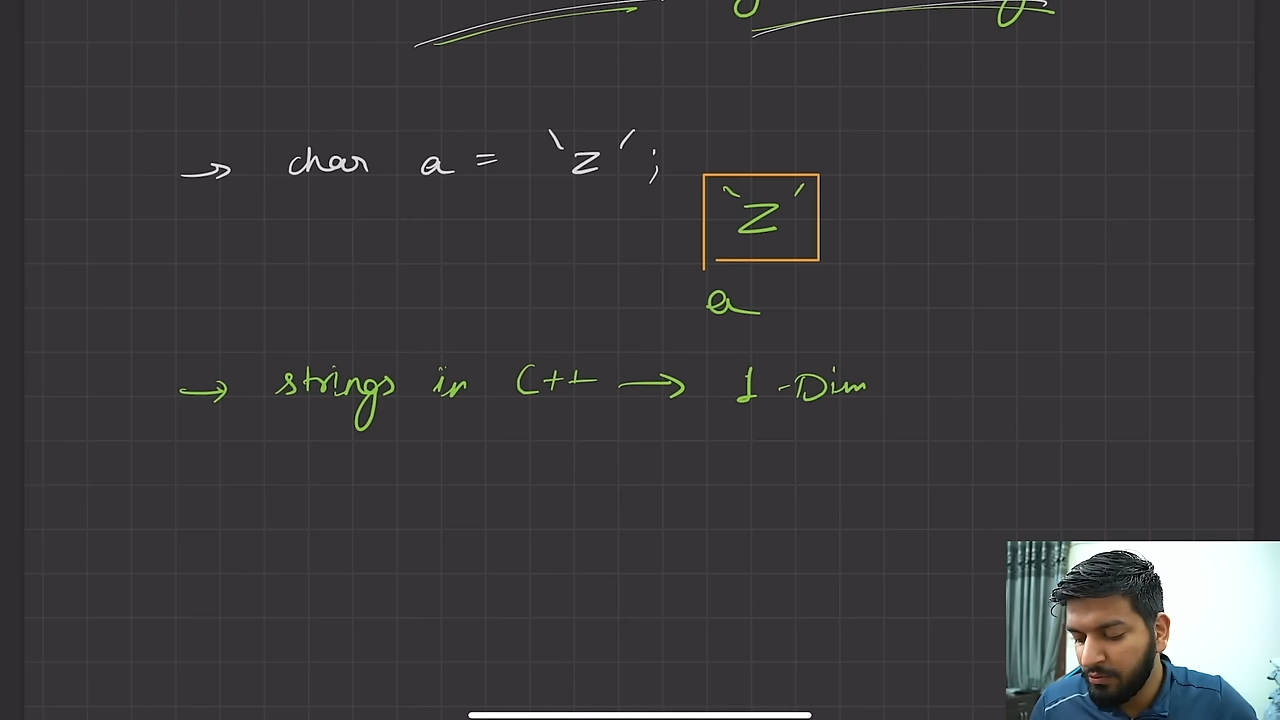 → char a = 'z';
'Z'
a
→ strings in C++ → 1-Dim